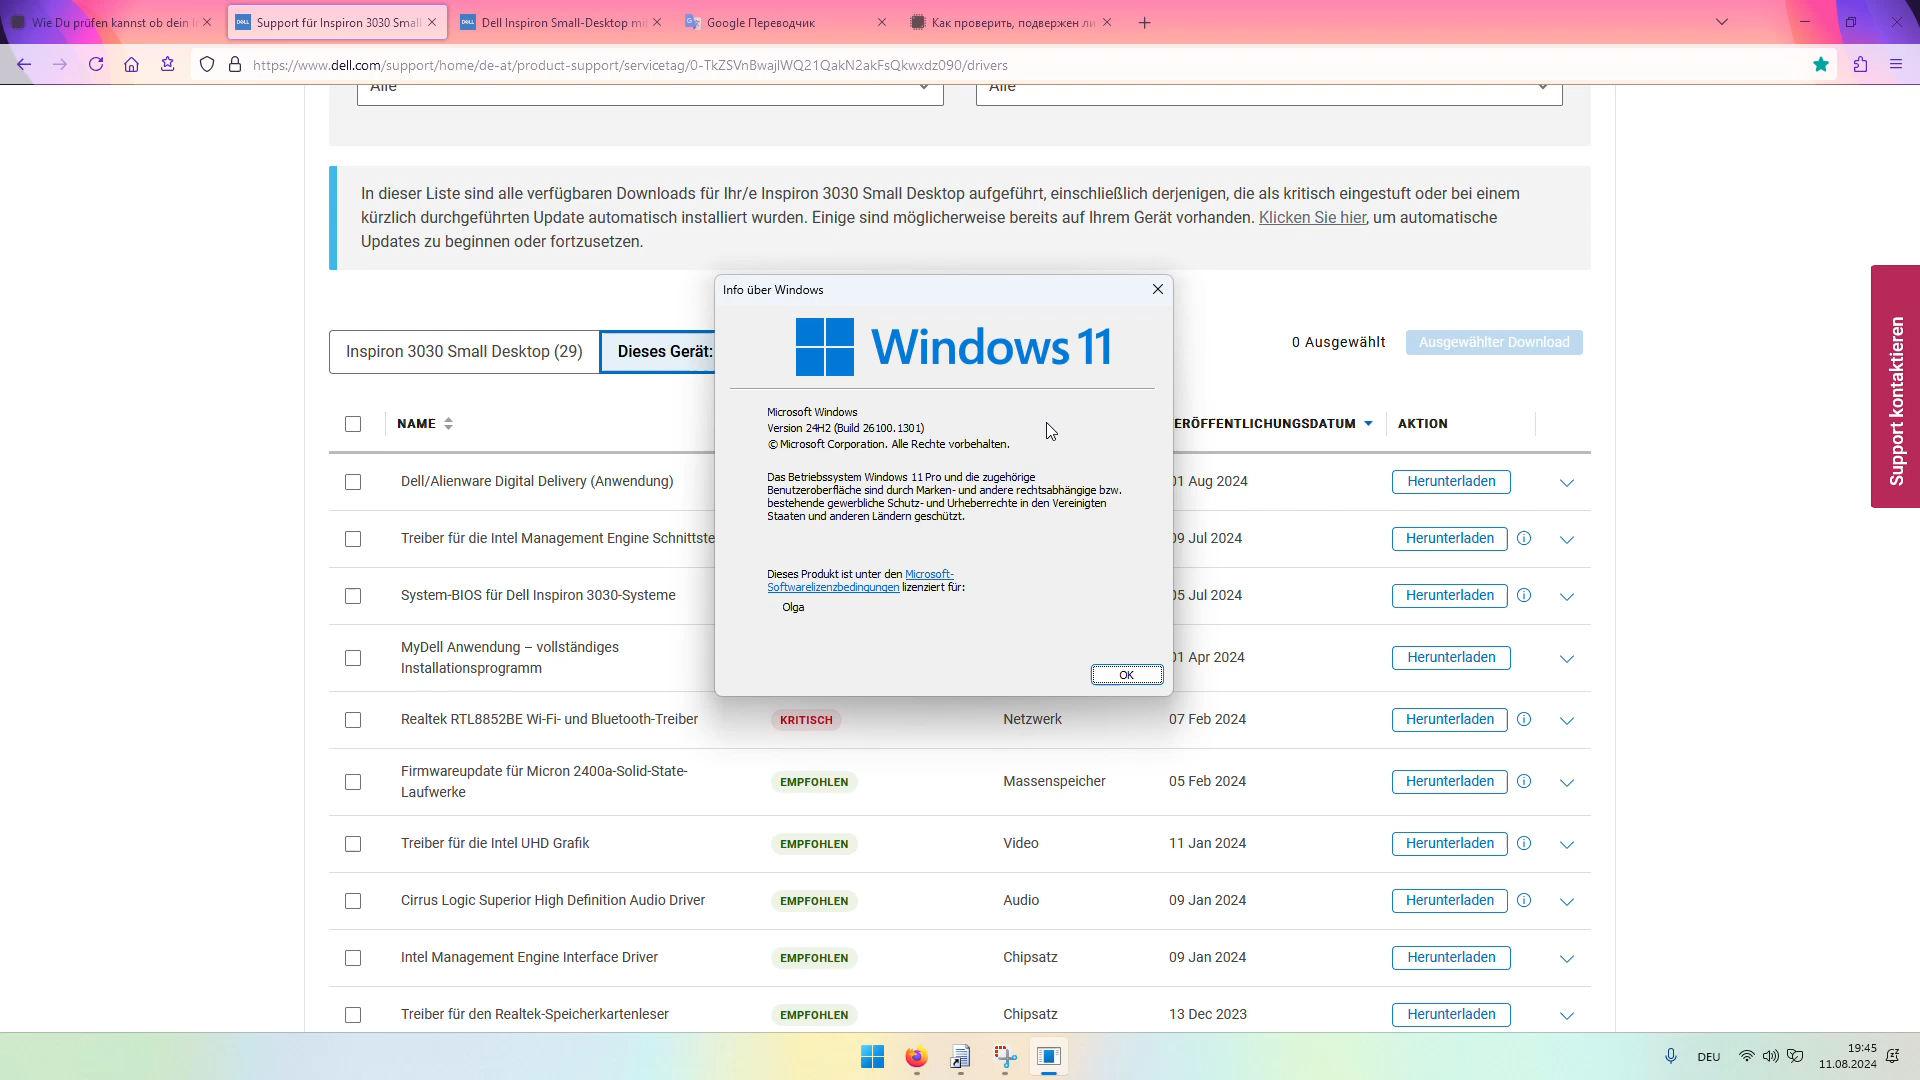 Wie Du prüfen kannst ob dein I
Support für Inspiron 3030 Small
Dell Inspiron Small-Desktop mi
Google Переводчик
Как проверить, подвержен ли
https://www.dell.com/support/home/de-at/product-support/servicetag/0-TkZSVnBwajlWQ21QakN2akFsQkwxdz090/drivers
Alle
Alle
In dieser Liste sind alle verfügbaren Downloads für Ihr/e Inspiron 3030 Small Desktop aufgeführt, einschließlich derjenigen, die als kritisch eingestuft oder bei einem
kürzlich durchgeführten Update automatisch installiert wurden. Einige sind möglicherweise bereits auf Ihrem Gerät vorhanden. Klicken Sie hier, um automatische
Updates zu beginnen oder fortzusetzen.
Support kontaktieren
Inspiron 3030 Small Desktop (29)
Dieses Gerät:
0 Ausgewählt
Ausgewählter Download
NAME
ERÖFFENTLICHUNGSDATUM
AKTION
Dell/Alienware Digital Delivery (Anwendung)
01 Aug 2024
Herunterladen
Treiber für die Intel Management Engine Schnittste
09 Jul 2024
Herunterladen
System-BIOS für Dell Inspiron 3030-Systeme
05 Jul 2024
Herunterladen
MyDell Anwendung – vollständiges
Installationsprogramm
01 Apr 2024
Herunterladen
Realtek RTL8852BE Wi-Fi- und Bluetooth-Treiber
KRITISCH
Netzwerk
07 Feb 2024
Herunterladen
Firmwareupdate für Micron 2400a-Solid-State-
Laufwerke
EMPFOHLEN
Massenspeicher
05 Feb 2024
Herunterladen
Treiber für die Intel UHD Grafik
EMPFOHLEN
Video
11 Jan 2024
Herunterladen
Cirrus Logic Superior High Definition Audio Driver
EMPFOHLEN
Audio
09 Jan 2024
Herunterladen
Intel Management Engine Interface Driver
EMPFOHLEN
Chipsatz
09 Jan 2024
Herunterladen
Treiber für den Realtek-Speicherkartenleser
EMPFOHLEN
Chipsatz
13 Dec 2023
Herunterladen
Info über Windows
Windows 11
Microsoft Windows
Version 24H2 (Build 26100.1301)
© Microsoft Corporation. Alle Rechte vorbehalten.
Das Betriebssystem Windows 11 Pro und die zugehörige
Benutzeroberfläche sind durch Marken- und andere rechtsabhängige bzw.
bestehende gewerbliche Schutz- und Urheberrechte in den Vereinigten
Staaten und anderen Ländern geschützt.
Dieses Produkt ist unter den Microsoft-
Softwarelizenzbedingungen lizenziert für:
Olga
OK
DEU
19:45
11.08.2024